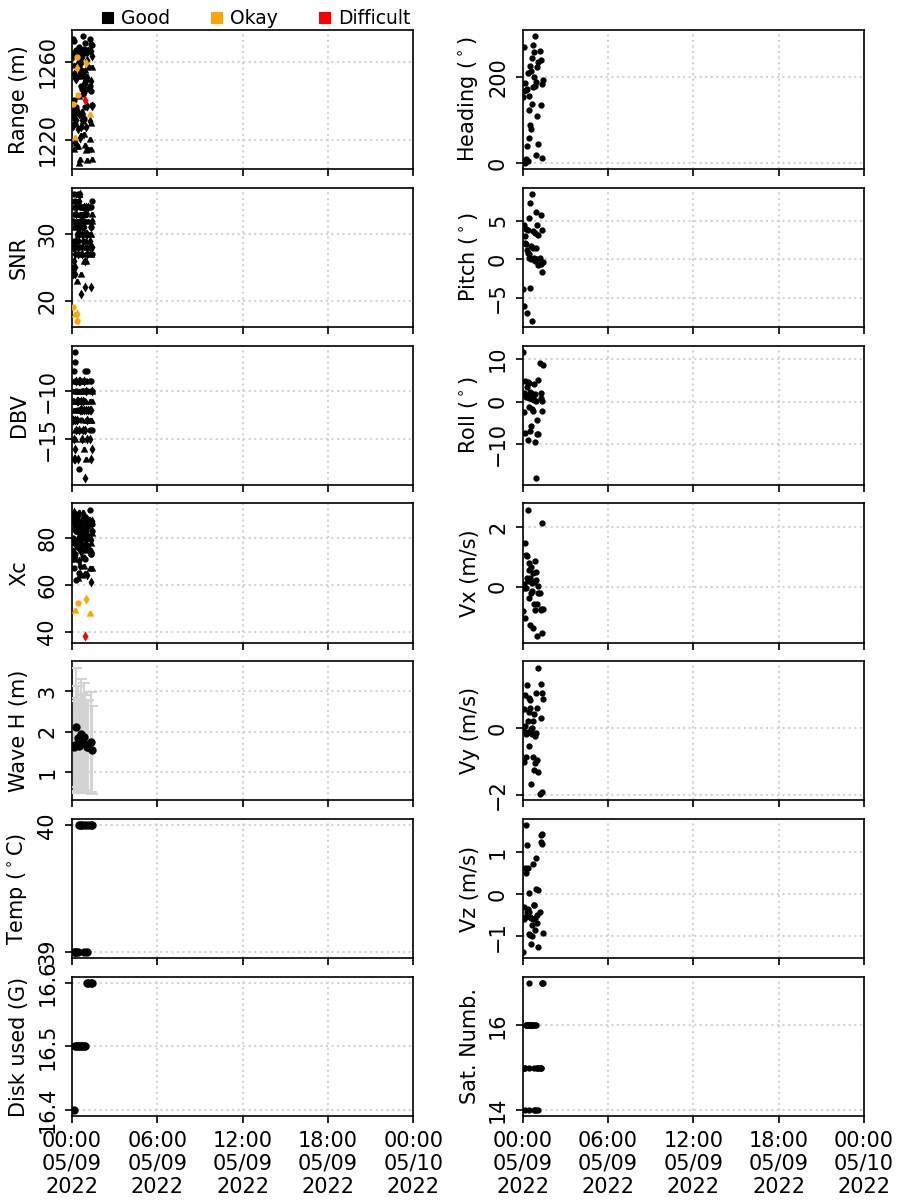 Good Okay Difficult
Range (m)
1260
1220
Heading (°)
200
0
SNR
30
20
Pitch (°)
5
0
−5
DBV
−10
−15
Roll (°)
10
0
−10
Xc
80
60
40
Vx (m/s)
2
0
Wave H (m)
3
2
1
Vy (m/s)
0
−2
Temp (°C)
40
39
Vz (m/s)
1
0
−1
Disk used (G)
16.6
16.5
16.4
Sat. Numb.
16
14
00:00 06:00 12:00 18:00 00:00
05/09 05/09 05/09 05/09 05/10
2022 2022 2022 2022 2022
00:00 06:00 12:00 18:00 00:00
05/09 05/09 05/09 05/09 05/10
2022 2022 2022 2022 2022